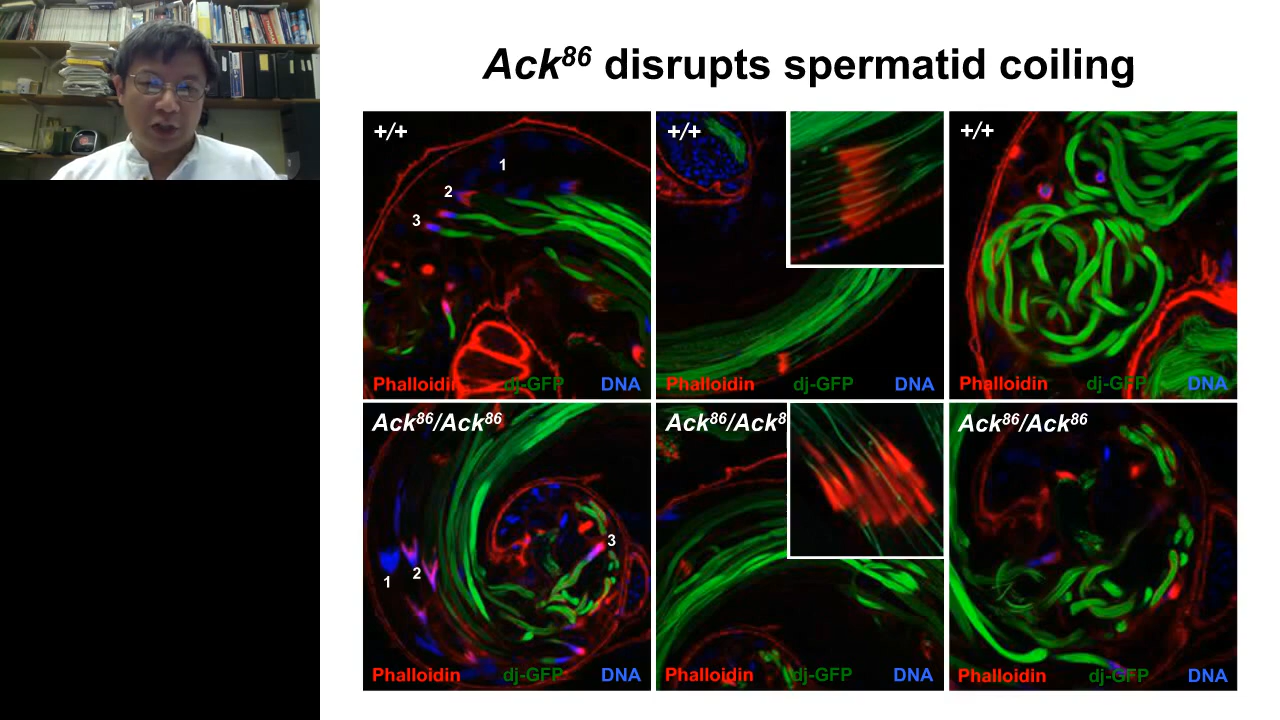 Ack86 disrupts spermatid coiling
+/+
1
2
3
Phalloidin dj-GFP DNA
+/+
Phalloidin dj-GFP DNA
+/+
Phalloidin dj-GFP DNA
Ack86/Ack86
1
2
3
Phalloidin dj-GFP DNA
Ack86/Ack8
Phalloidin dj-GFP DNA
Ack86/Ack86
Phalloidin dj-GFP DNA